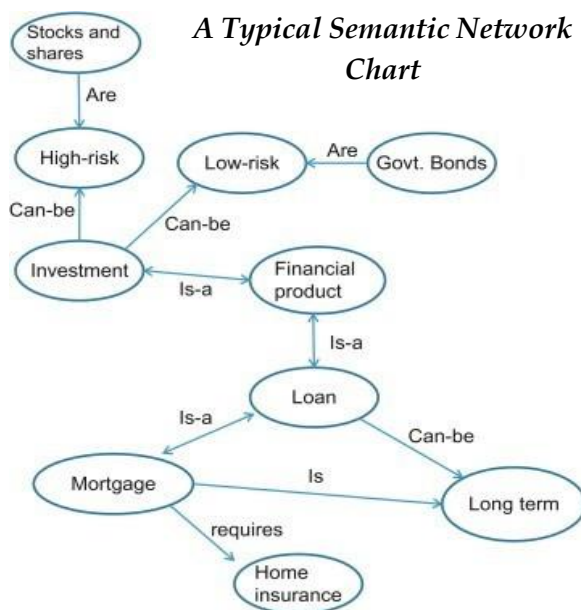 A Typical Semantic Network
Chart
Stocks and
shares
Are
High-risk
Low-risk
Are
Govt. Bonds
Can-be
Can-be
Investment
Is-a
Financial
product
Is-a
Loan
Is-a
Can-be
Mortgage
Is
Long term
requires
Home
insurance